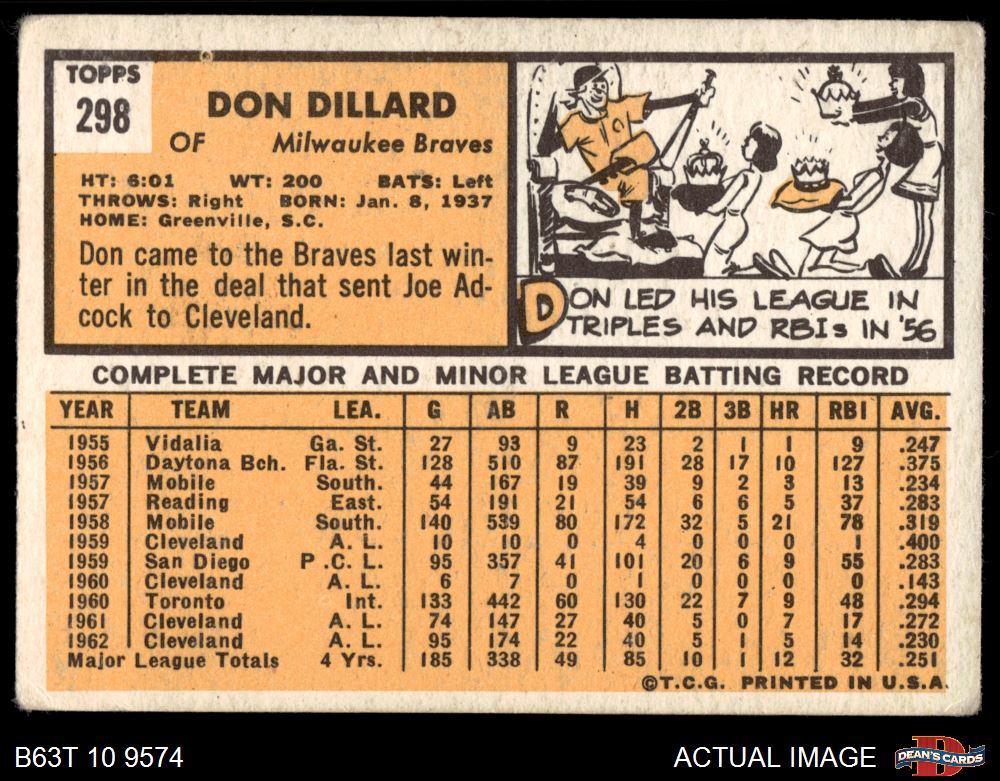 TOPPS
298
DON DILLARD
OF Milwaukee Braves
HT: 6:01 WT: 200 BATS: Left
THROWS: Right BORN: Jan. 8, 1937
HOME: Greenville, S.C.
Don came to the Braves last win-
ter in the deal that sent Joe Ad-
cock to Cleveland.
DON LED HIS LEAGUE IN
TRIPLES AND RBIs IN '56
COMPLETE MAJOR AND MINOR LEAGUE BATTING RECORD
YEAR TEAM LEA. G AB R H 2B 3B HR RBI AVG.
1955 Vidalia Ga. St. 27 93 9 23 2 1 1 9 .247
1956 Daytona Bch. Fla. St. 128 510 87 191 28 17 10 127 .375
1957 Mobile South. 44 167 19 39 9 2 3 13 .234
1957 Reading East. 54 191 21 54 6 6 5 37 .283
1958 Mobile South. 140 539 80 172 32 5 21 78 .319
1959 Cleveland A. L. 10 10 0 4 0 0 0 1 .400
1959 San Diego P .C. L. 95 357 41 101 20 6 9 55 .283
1960 Cleveland A. L. 6 7 0 1 0 0 0 0 .143
1960 Toronto Int. 133 442 60 130 22 7 9 48 .294
1961 Cleveland A. L. 74 147 27 40 5 0 7 17 .272
1962 Cleveland A. L. 95 174 22 40 5 1 5 14 .230
Major League Totals 4 Yrs. 185 338 49 85 10 1 12 32 .251
©T.C.G. PRINTED IN U.S.A.
B63T 10 9574
ACTUAL IMAGE
DEAN'S CARDS